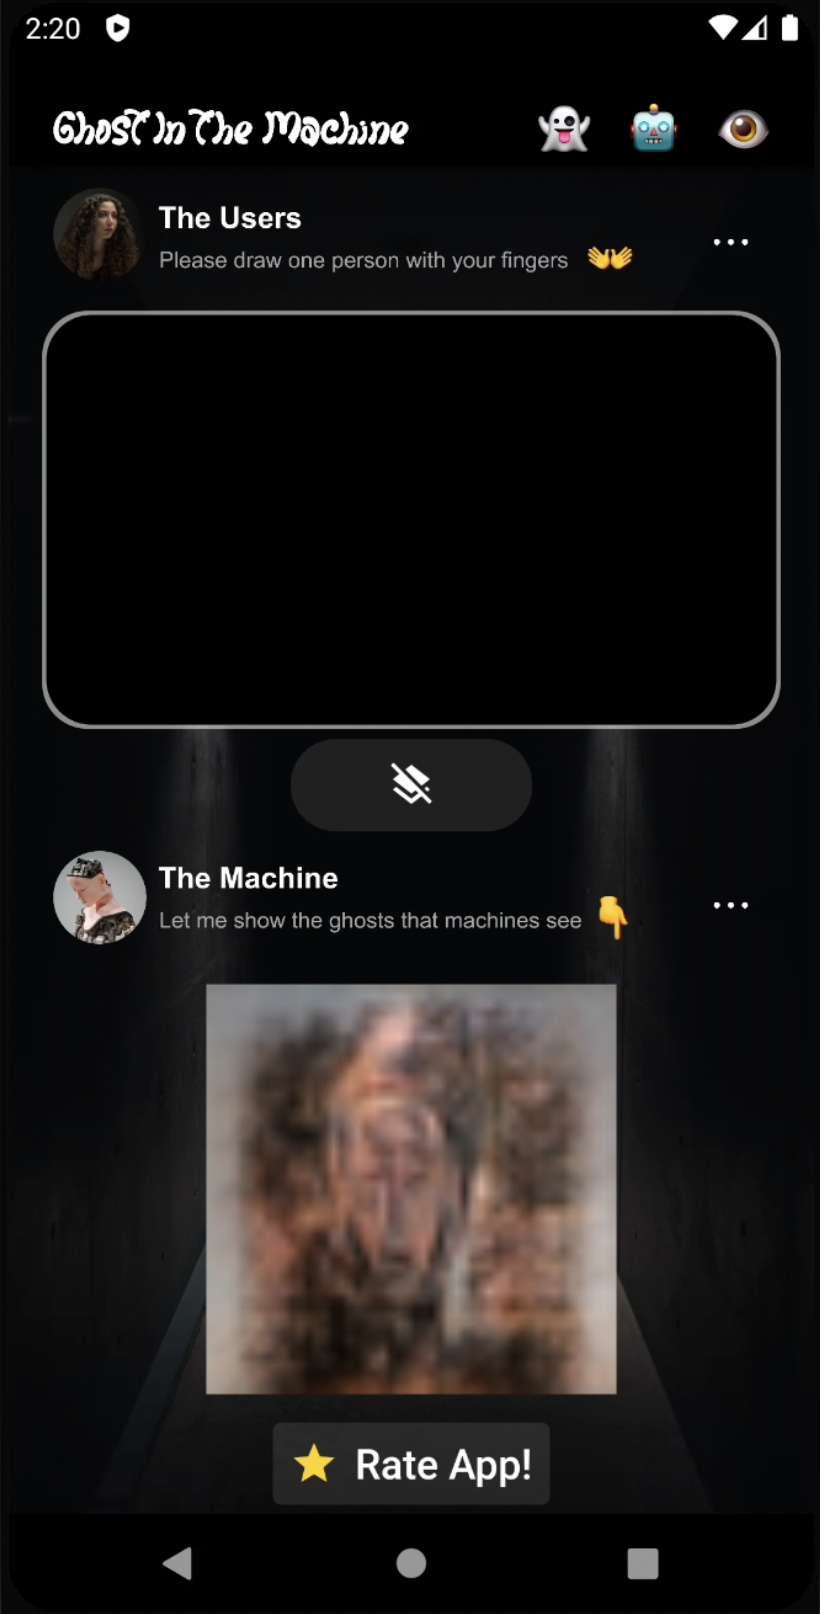 2:20
Ghost In The Machine
The Users
Please draw one person with your fingers
The Machine
Let me show the ghosts that machines see
Rate App!